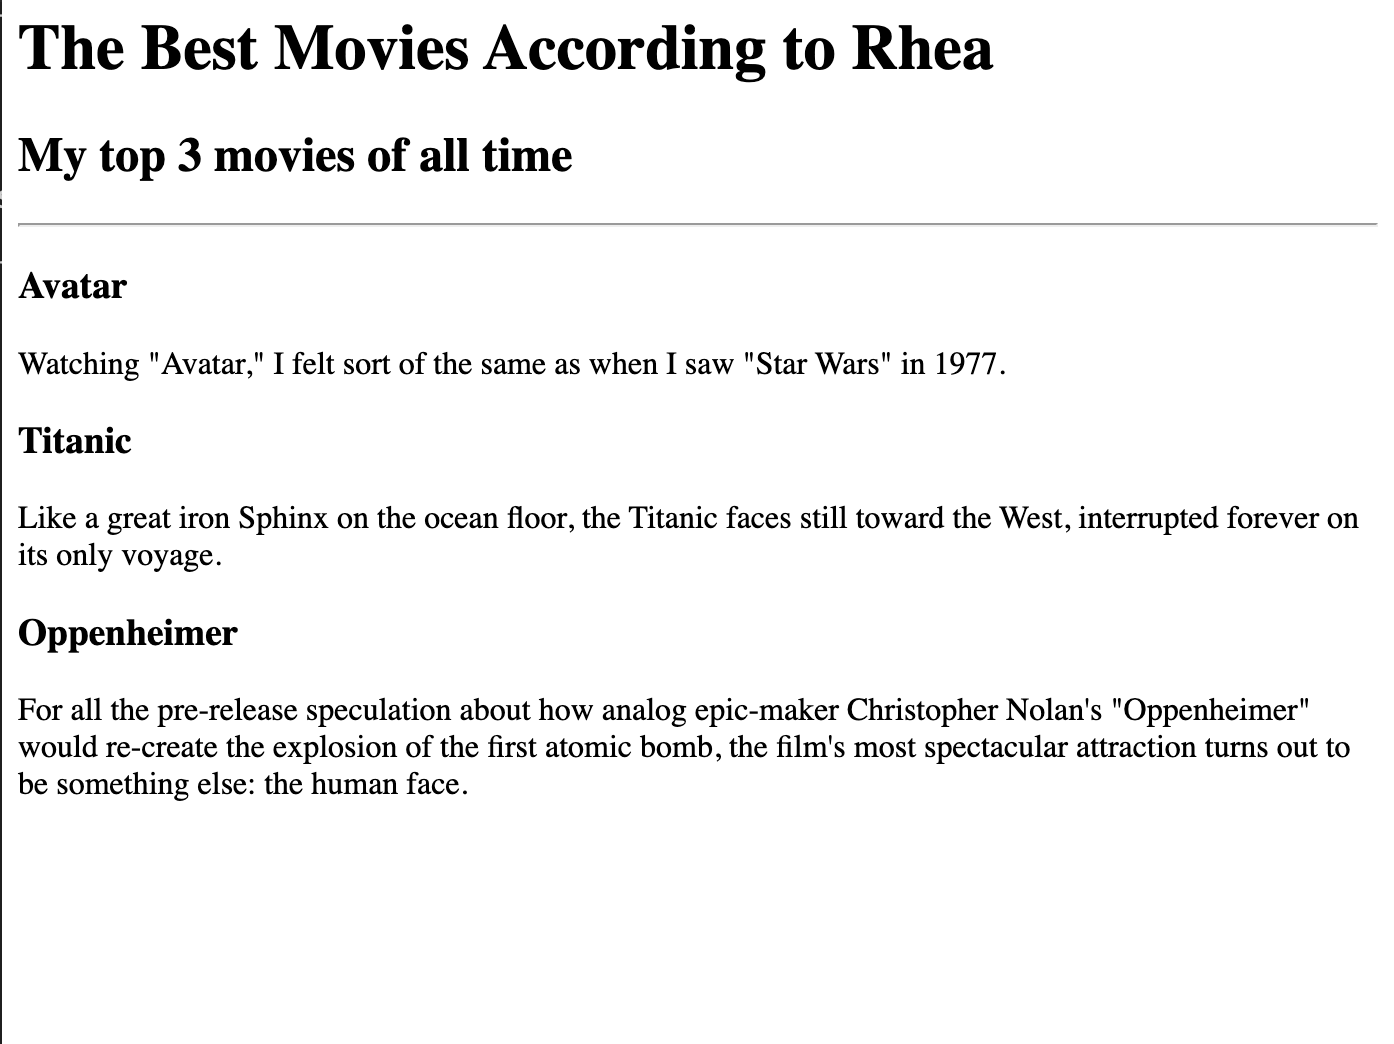 The Best Movies According to Rhea
My top 3 movies of all time
Avatar
Watching "Avatar," I felt sort of the same as when I saw "Star Wars" in 1977.
Titanic
Like a great iron Sphinx on the ocean floor, the Titanic faces still toward the West, interrupted forever on
its only voyage.
Oppenheimer
For all the pre-release speculation about how analog epic-maker Christopher Nolan's "Oppenheimer"
would re-create the explosion of the first atomic bomb, the film's most spectacular attraction turns out to
be something else: the human face.